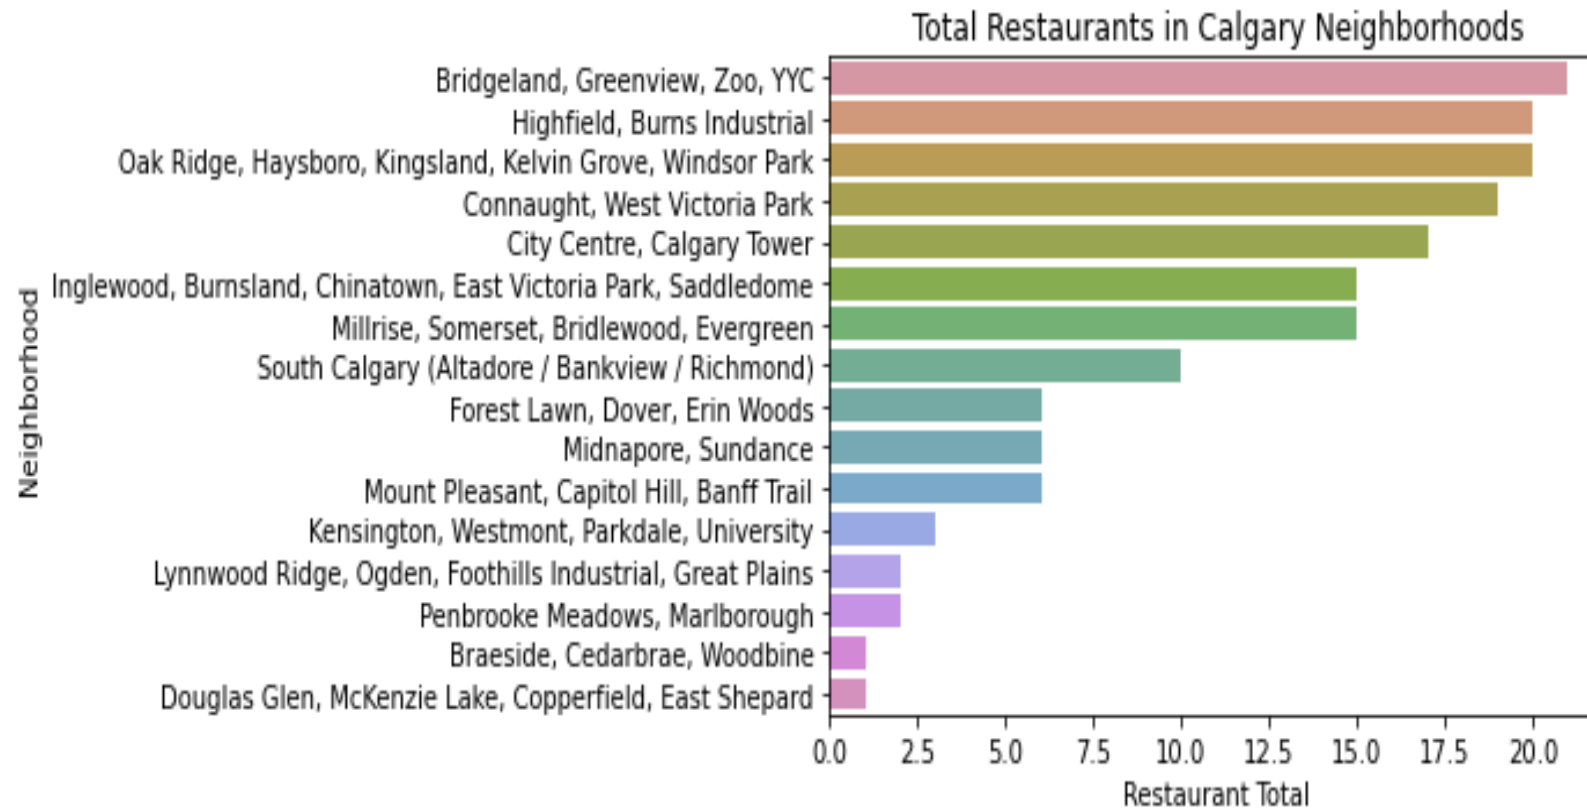 Total Restaurants in Calgary Neighborhoods
Neighborhood
Bridgeland, Greenview, Zoo, YYC
Highfield, Burns Industrial
Oak Ridge, Haysboro, Kingsland, Kelvin Grove, Windsor Park
Connaught, West Victoria Park
City Centre, Calgary Tower
Inglewood, Burnsland, Chinatown, East Victoria Park, Saddledome
Millrise, Somerset, Bridlewood, Evergreen
South Calgary (Altadore / Bankview / Richmond)
Forest Lawn, Dover, Erin Woods
Midnapore, Sundance
Mount Pleasant, Capitol Hill, Banff Trail
Kensington, Westmont, Parkdale, University
Lynnwood Ridge, Ogden, Foothills Industrial, Great Plains
Penbrooke Meadows, Marlborough
Braeside, Cedarbrae, Woodbine
Douglas Glen, McKenzie Lake, Copperfield, East Shepard
0.0 2.5 5.0 7.5 10.0 12.5 15.0 17.5 20.0
Restaurant Total